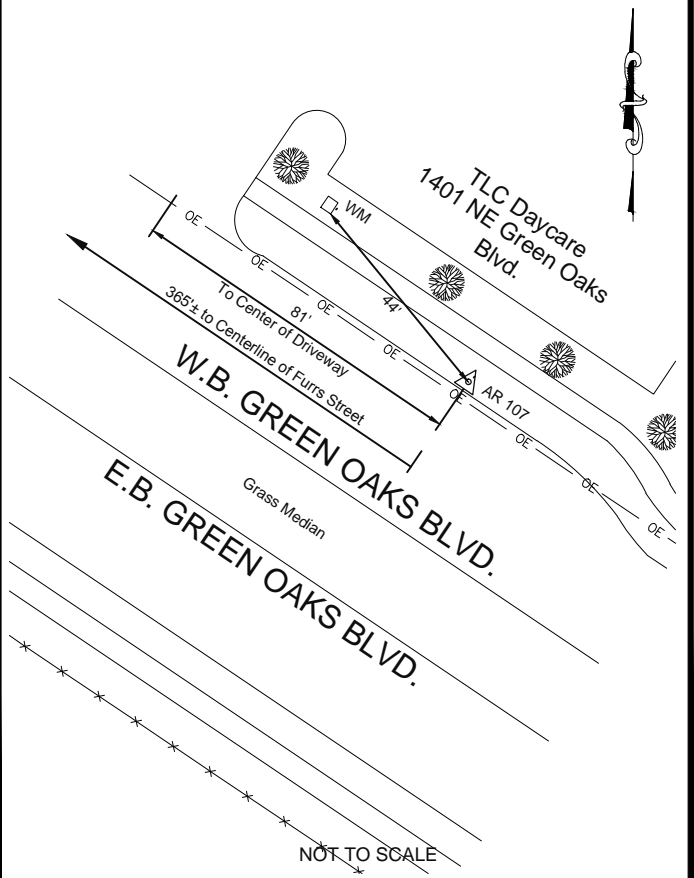 TLC Daycare
1401 NE Green Oaks
Blvd.
WM
OE
OE
OE
OE
OE
OE
OE
OE
44'
To Center of Driveway
81'
365'± to Centerline of Furrs Street
AR 107
W.B. GREEN OAKS BLVD.
Grass Median
E.B. GREEN OAKS BLVD.
NOT TO SCALE